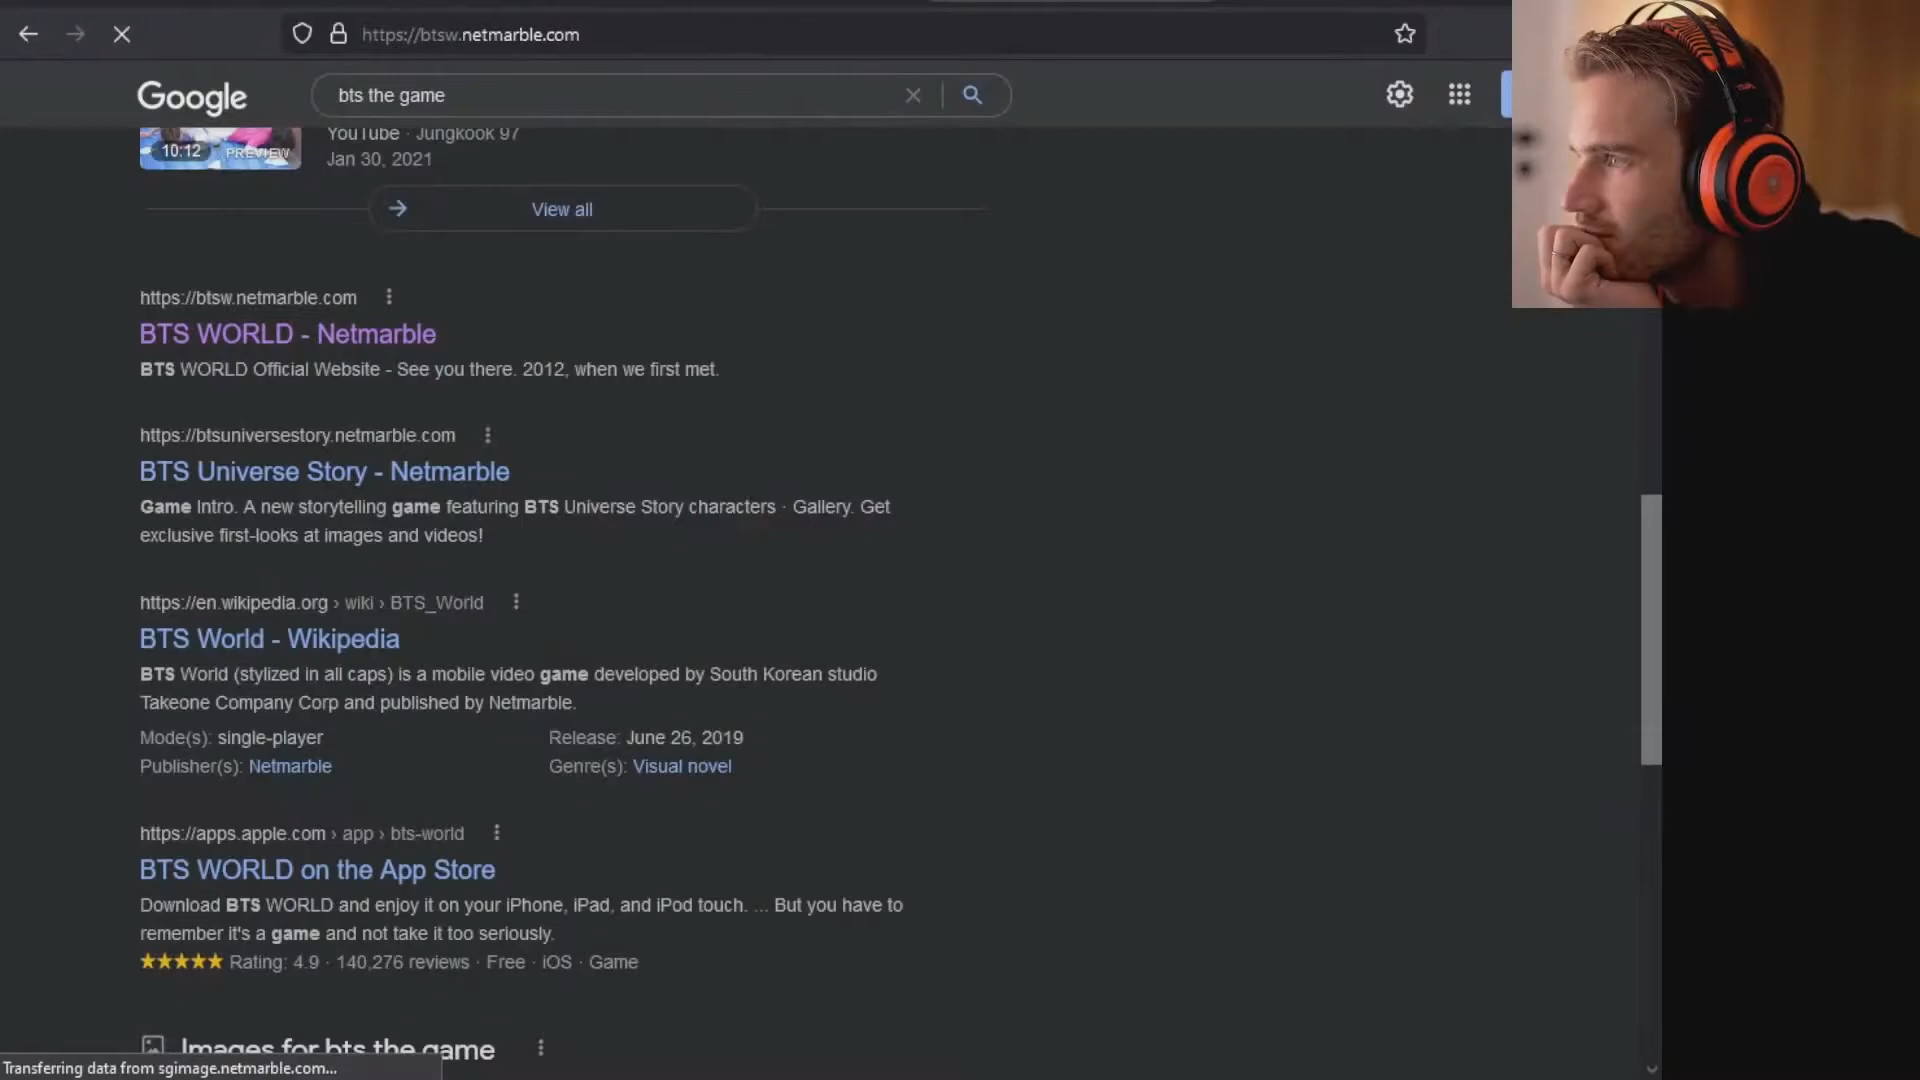 https://btsw.netmarble.com
Google
bts the game
10:12
PREVIEW
YouTube · Jungkook 97
Jan 30, 2021
View all
https://btsw.netmarble.com
BTS WORLD - Netmarble
BTS WORLD Official Website - See you there. 2012, when we first met.
https://btsuniversestory.netmarble.com
BTS Universe Story - Netmarble
Game Intro. A new storytelling game featuring BTS Universe Story characters · Gallery. Get
exclusive first-looks at images and videos!
https://en.wikipedia.org › wiki › BTS_World
BTS World - Wikipedia
BTS World (stylized in all caps) is a mobile video game developed by South Korean studio
Takeone Company Corp and published by Netmarble.
Mode(s): single-player Release: June 26, 2019
Publisher(s): Netmarble Genre(s): Visual novel
https://apps.apple.com › app › bts-world
BTS WORLD on the App Store
Download BTS WORLD and enjoy it on your iPhone, iPad, and iPod touch. ... But you have to
remember it's a game and not take it too seriously.
Rating: 4.9 · 140,276 reviews · Free · iOS · Game
Images for bts the game
Transferring data from sgimage.netmarble.com...